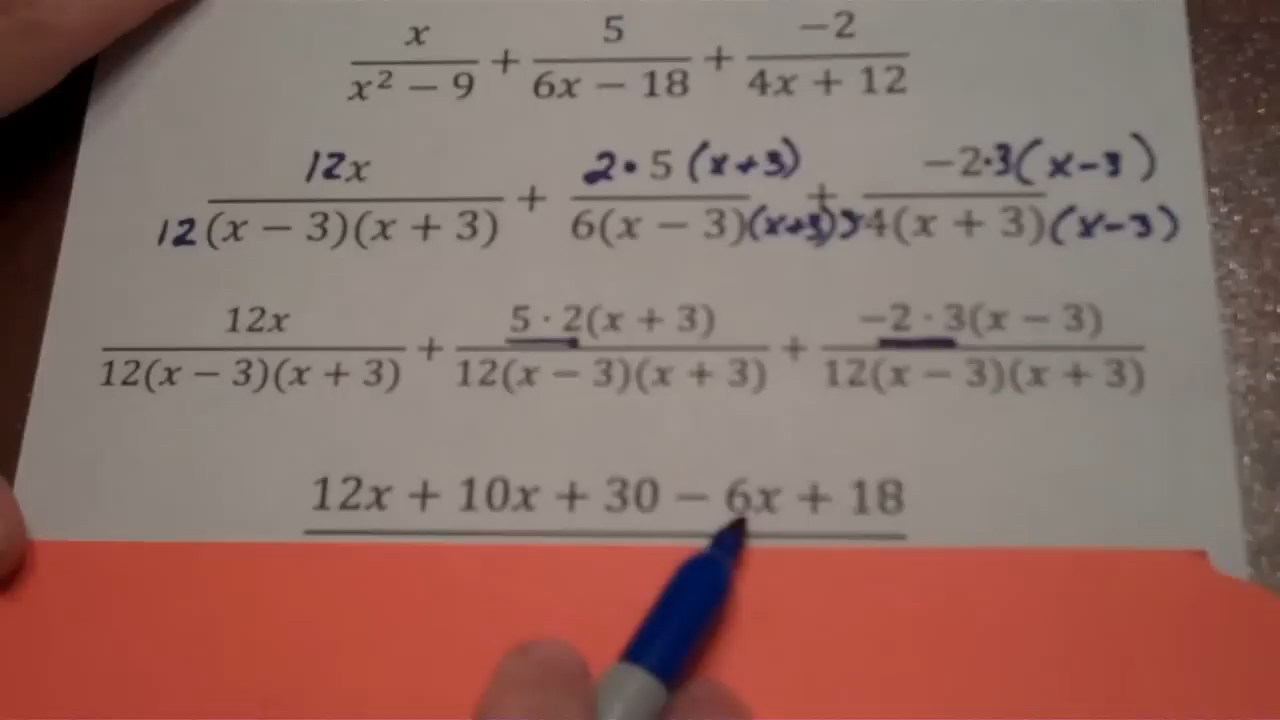 x/(x² − 9) + 5/(6x − 18) + −2/(4x + 12)
12x/12(x − 3)(x + 3) + 2·5(x+3)/6(x − 3)(x+3) + −2·3(x−3)/4(x + 3)(x−3)
12x/12(x − 3)(x + 3) + 5 · 2(x + 3)/12(x − 3)(x + 3) + −2 · 3(x − 3)/12(x − 3)(x + 3)
12x + 10x + 30 − 6x + 18